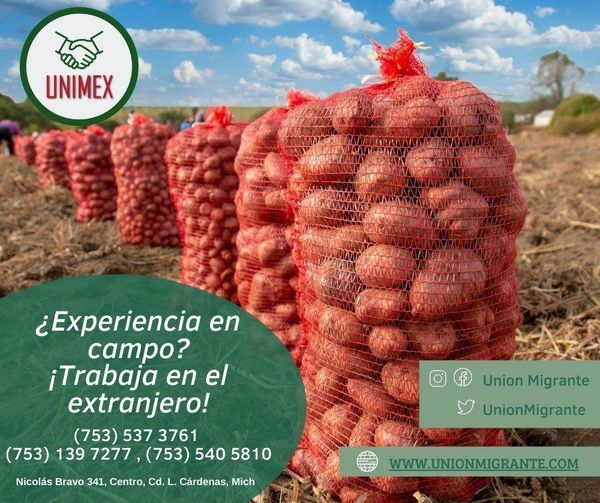 UNIMEX
¿Experiencia en
campo?
¡Trabaja en el
extranjero!
(753) 537 3761
(753) 139 7277 , (753) 540 5810
Nicolás Bravo 341, Centro, Cd. L. Cárdenas, Mich
Union Migrante
UnionMigrante
WWW.UNIONMIGRANTE.COM